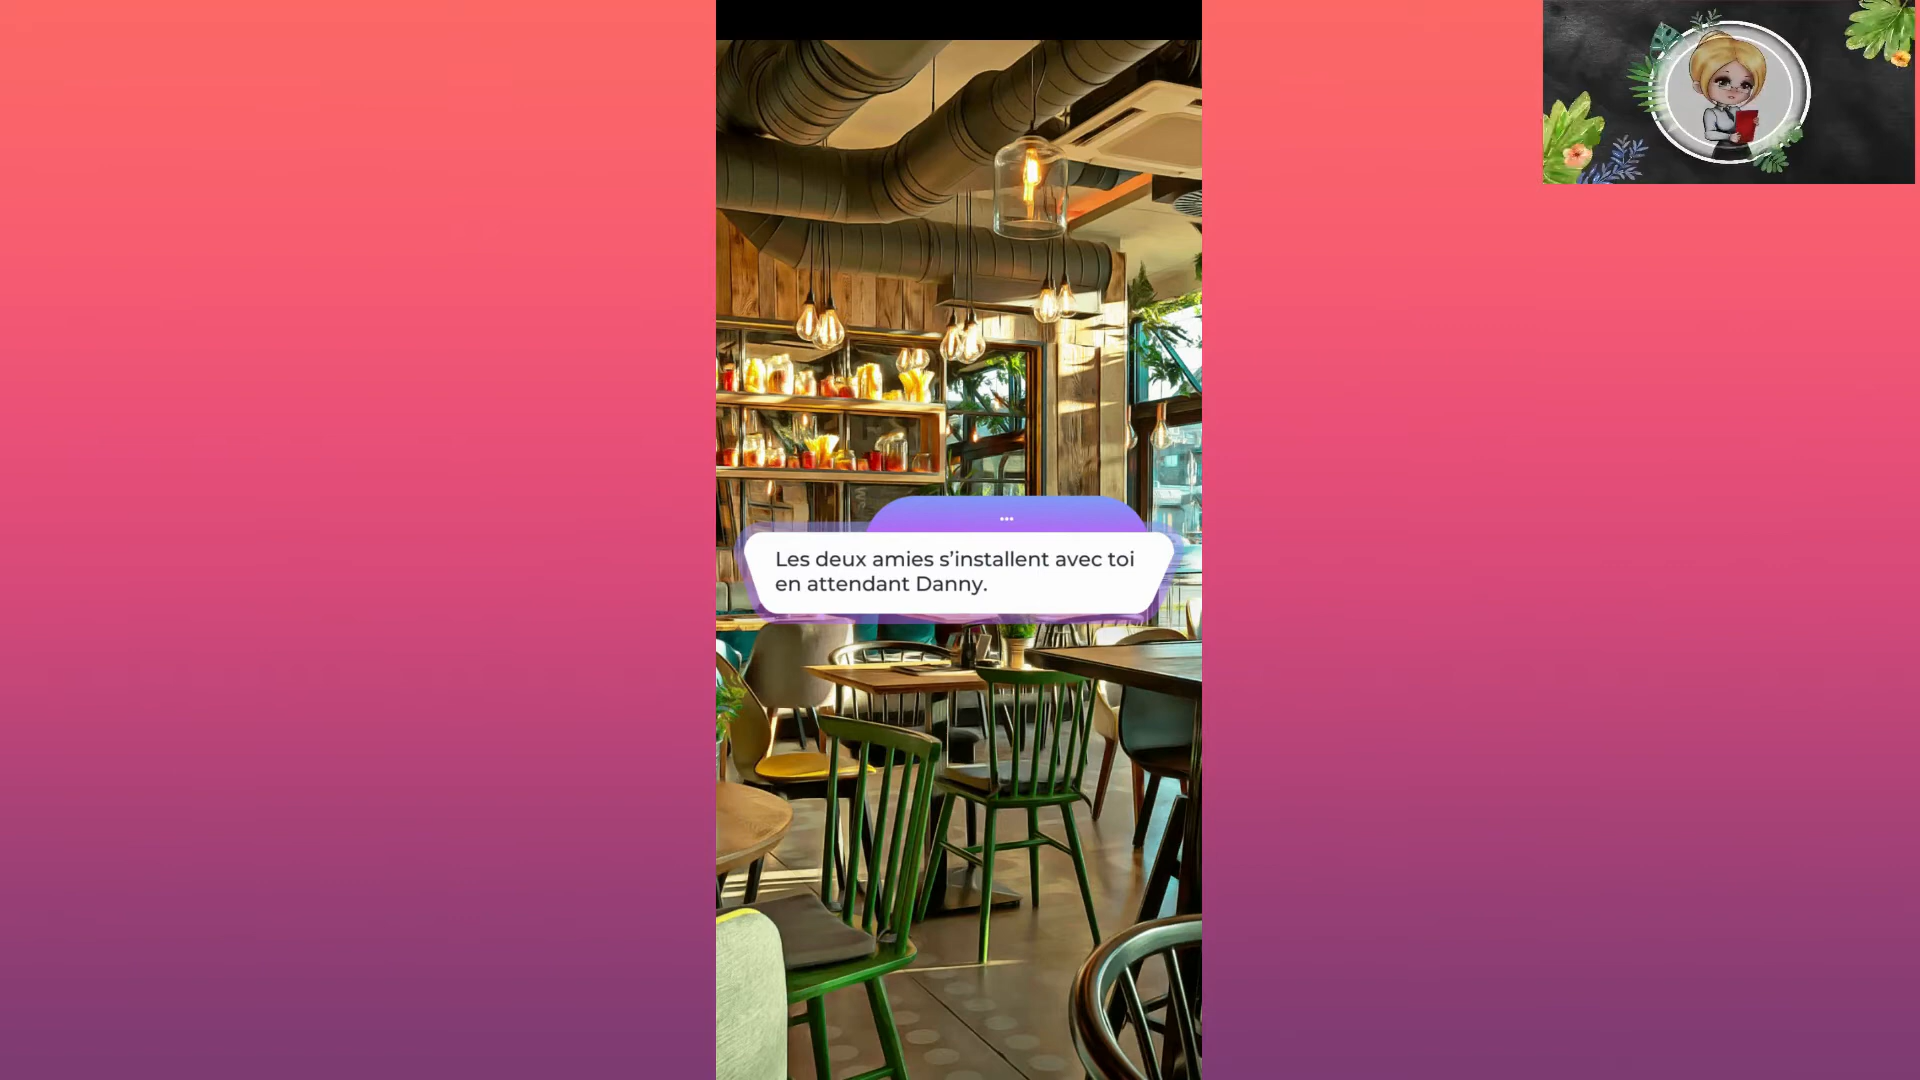 ...
Les deux amies s’installent avec toi
en attendant Danny.